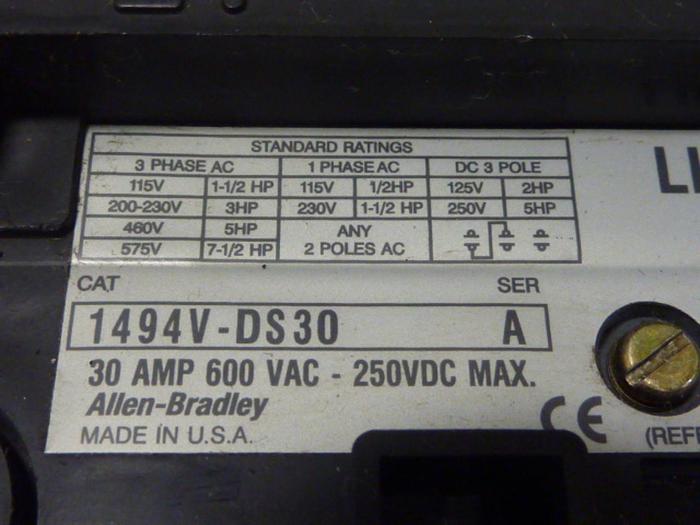 STANDARD RATINGS
3 PHASE AC 1 PHASE AC DC 3 POLE
115V 1-1/2 HP 115V 1/2HP 125V 2HP
200-230V 3HP 230V 1-1/2 HP 250V 5HP
460V 5HP ANY
575V 7-1/2 HP 2 POLES AC
CAT SER
1494V-DS30 A
30 AMP 600 VAC - 250VDC MAX.
Allen-Bradley
MADE IN U.S.A.
CE